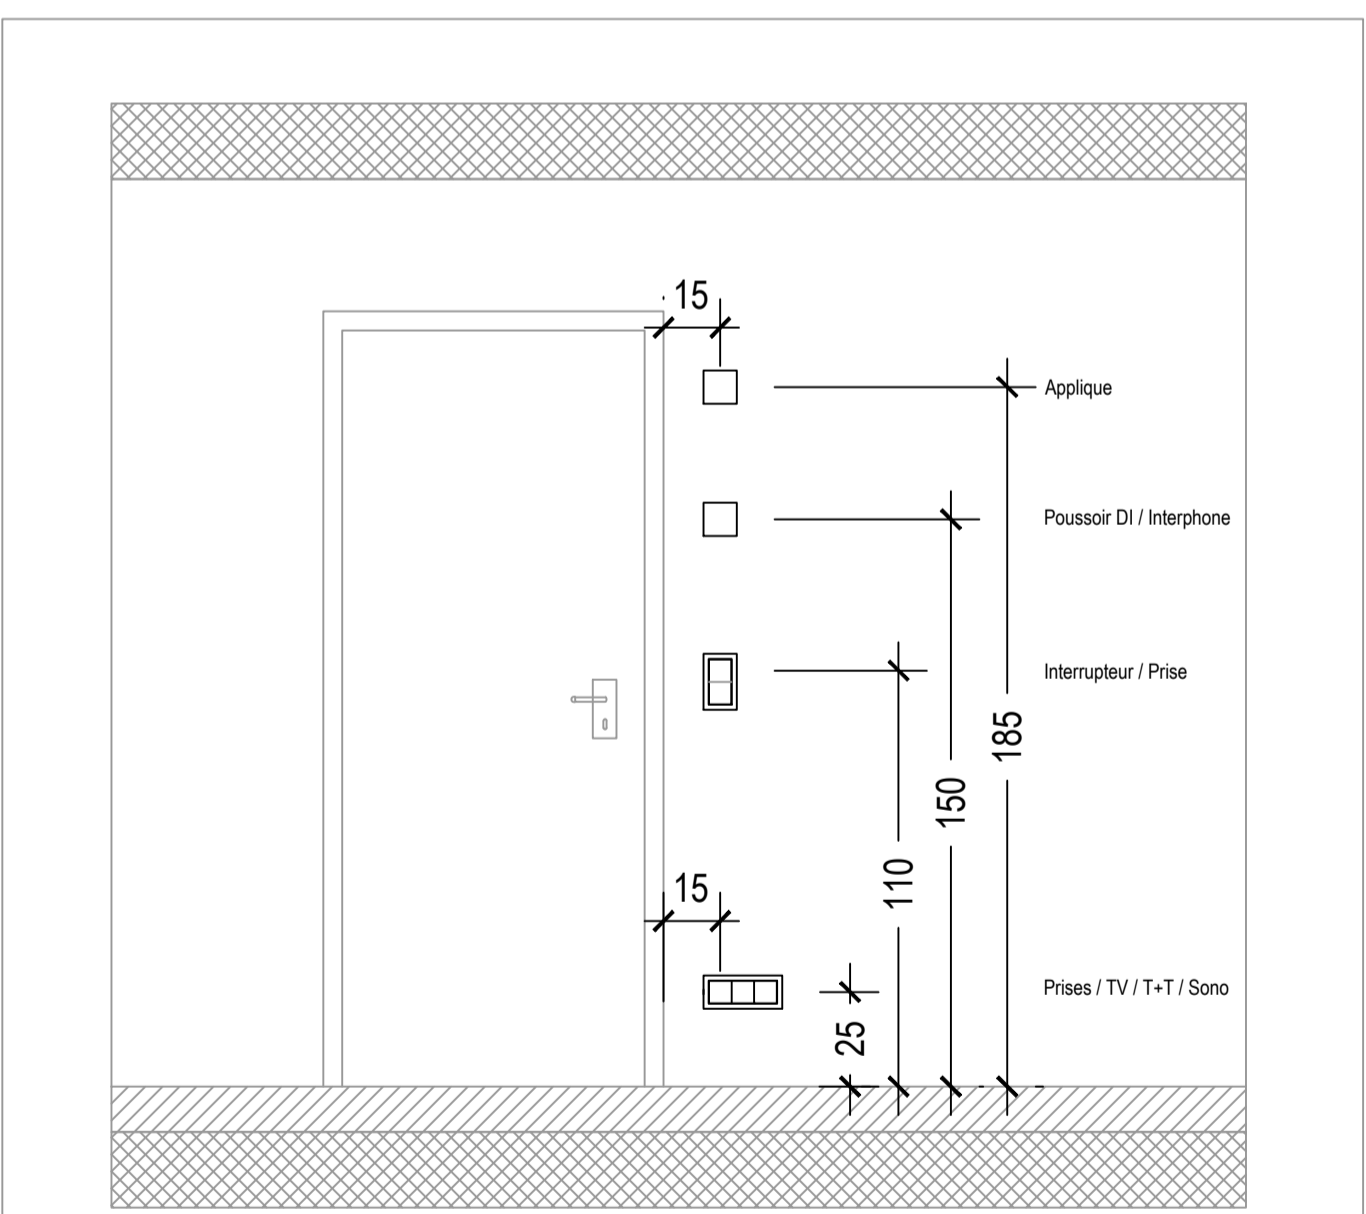 15
Applique
Poussoir DI / Interphone
Interrupteur / Prise
185
150
110
15
Prises / TV / T+T / Sono
25